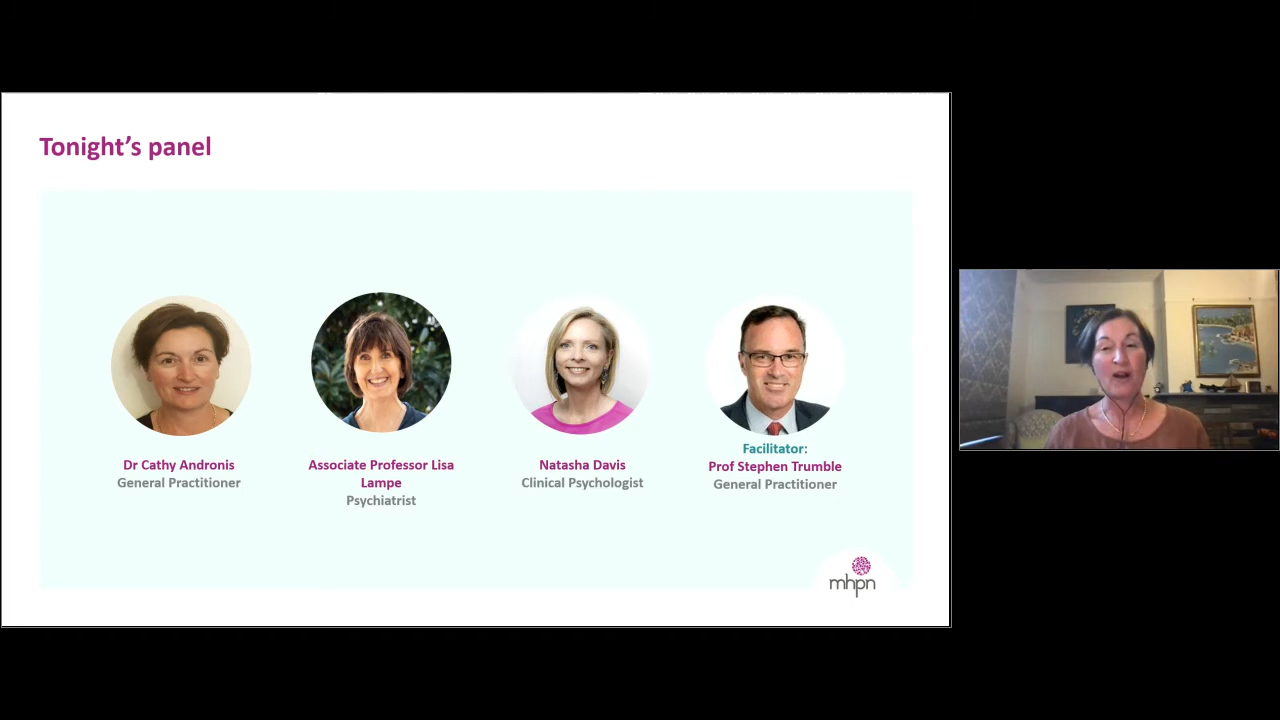 Tonight's panel
Dr Cathy Andronis
General Practitioner
Associate Professor Lisa
Lampe
Psychiatrist
Natasha Davis
Clinical Psychologist
Facilitator:
Prof Stephen Trumble
General Practitioner
mhpn